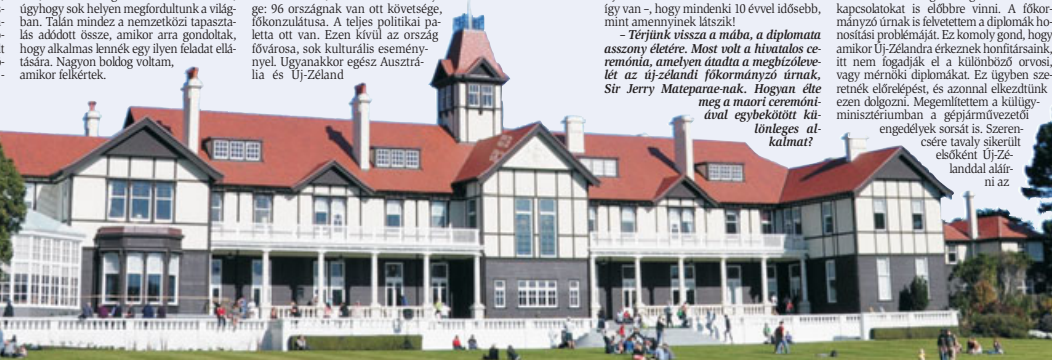 úgyhogy sok helyen megfordultunk a világ-
ban. Talán mindez a nemzetközi tapaszta-
lás adódott össze, amikor arra gondoltak,
hogy alkalmas lennék egy ilyen feladat ellá-
tására. Nagyon boldog voltam,
amikor felkértek.
ge: 96 országnak van ott követsége,
főkonzulátusa. A teljes politikai pa-
letta ott van. Ezen kívül az ország
fővárosa, sok kulturális esemény-
nyel. Ugyanakkor egész Ausztrá-
lia és Új-Zéland
így van –, hogy mindenki 10 évvel idősebb,
mint amennyinek látszik!
– Térjünk vissza a mába, a diplomata
asszony életére. Most volt a hivatalos ce-
remónia, amelyen átadta a megbízóleve-
lét az új-zélandi főkormányzó úrnak,
Sir Jerry Mateparae-nak. Hogyan élte
meg a maori ceremóni-
ával egybekötött kü-
lönleges al-
kalmat?
kapcsolatokat is előbbre vinni. A főkor-
mányzó úrnak is felvetettem a diplomák ho-
nosítási problémáját. Ez komoly gond, hogy
amikor Új-Zélandra érkeznek honfitársaink,
itt nem fogadják el a különböző orvosi,
vagy mérnöki diplomákat. Ez ügyben sze-
retnék előrelépést, és azonnal elkezdtünk
ezen dolgozni. Megemlítettem a külügy-
minisztériumban a gépjárművezetői
engedélyek sorsát is. Szeren-
csére tavaly sikerült
elsőként Új-Zé-
landdal aláír-
ni az